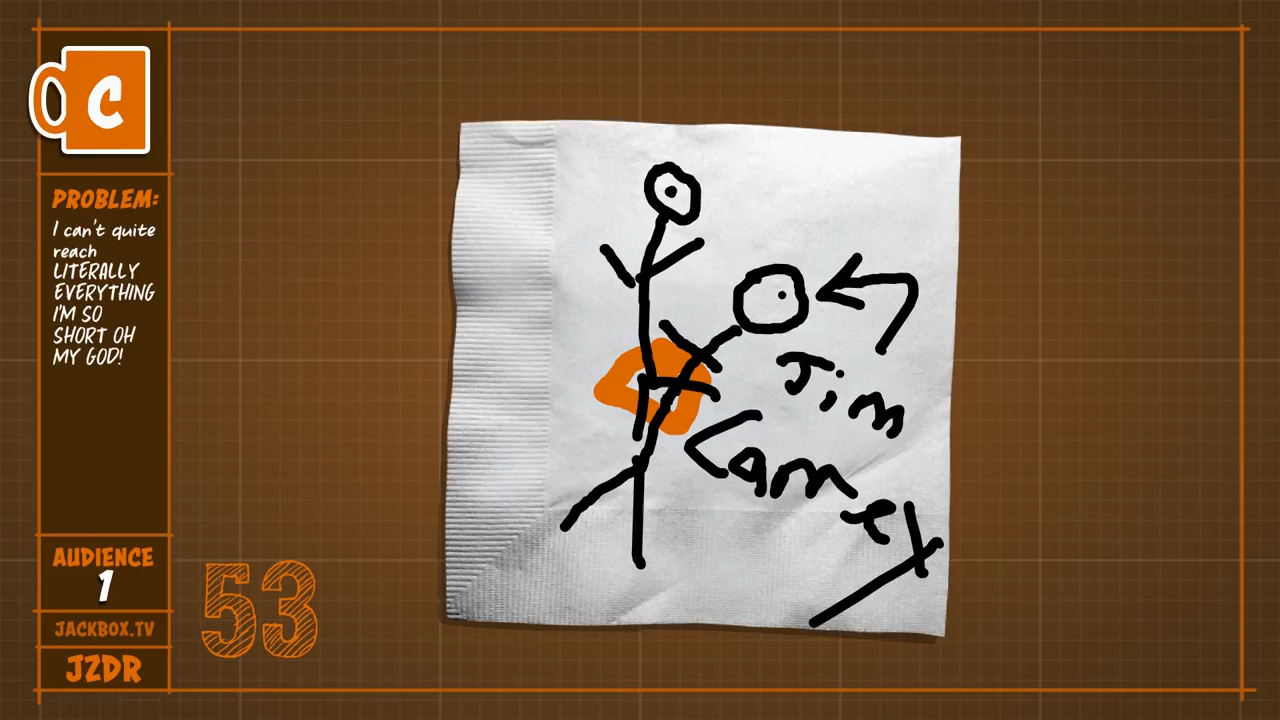 C
PROBLEM:
I can't quite
reach
LITERALLY
EVERYTHING
I'M SO
SHORT OH
MY GOD!
Jim
Carrey
AUDIENCE
1
JACKBOX.TV
JZDR
53